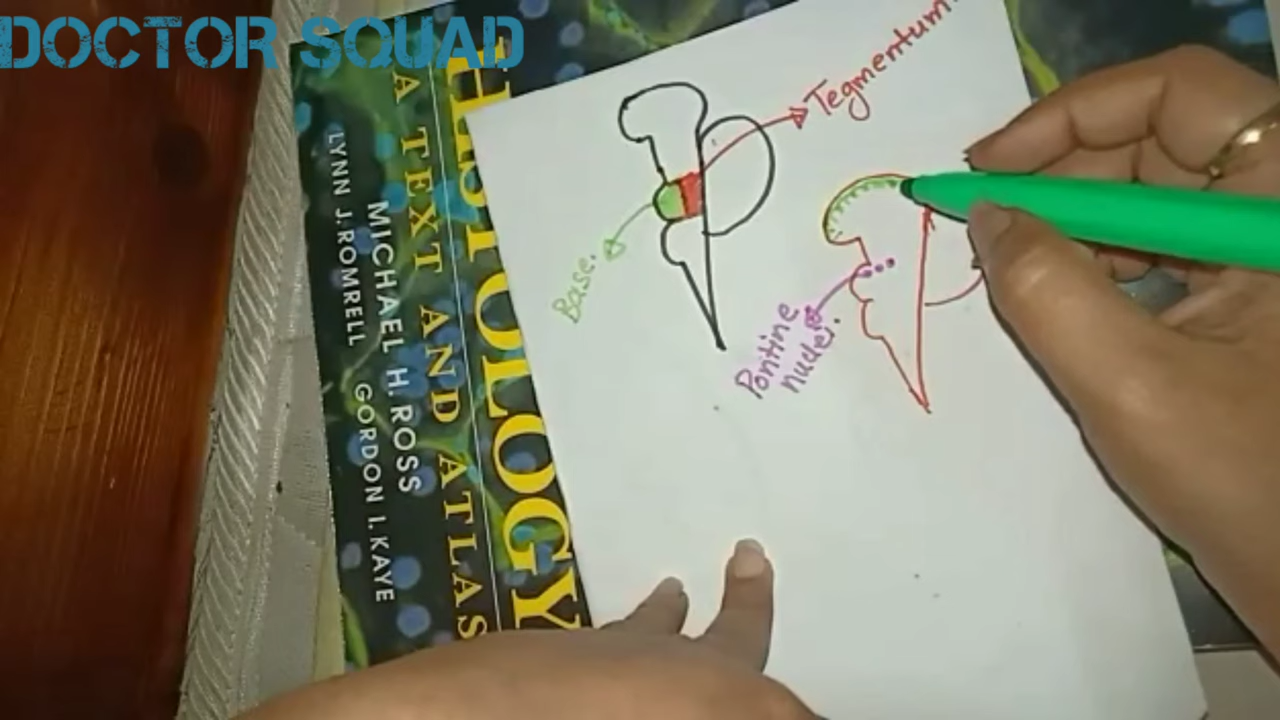 DOCTOR SQUAD
Tegmentum.
Base.
Pontine
nuclei.
HISTOLOGY
A TEXT AND ATLAS
MICHAEL H. ROSS
LYNN J. ROMRELL GORDON I. KAYE